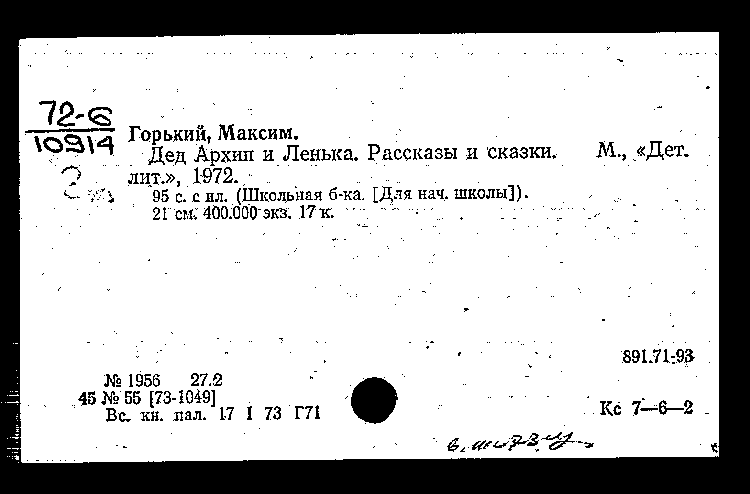 72-6
10914
Горький, Максим.
Дед Архип и Ленька. Рассказы и сказки. М., «Дет.
лит.», 1972.
95 с. с ил. (Школьная б-ка. [Для нач. школы]).
21 см. 400.000 экз. 17 к.
891.71-93
№ 1956 27.2
45 № 55 [73-1049]
Вс. кн. пал. 17 I 73 Г71
Кс 7—6—2